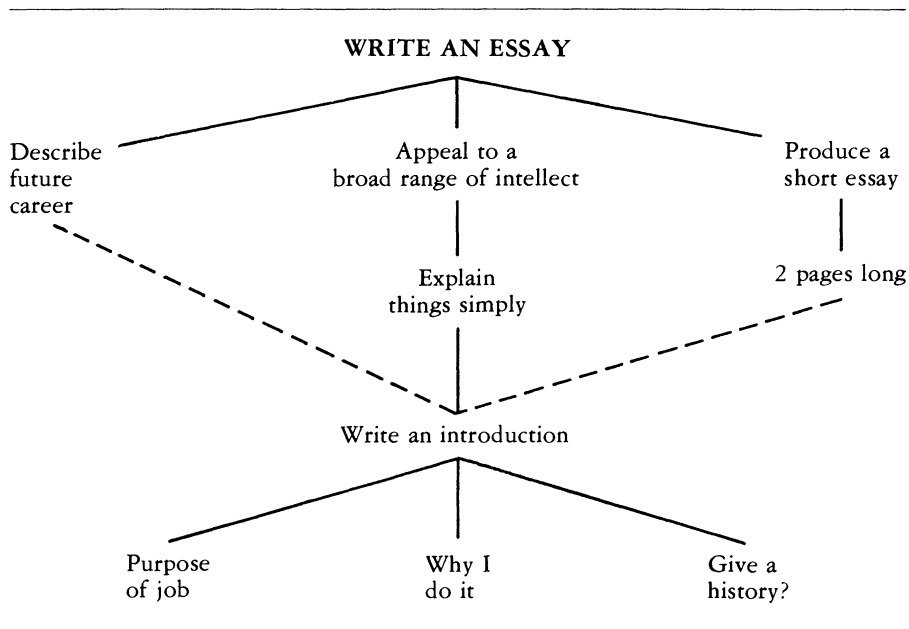 WRITE AN ESSAY
Describe
future
career
Appeal to a
broad range of intellect
Produce a
short essay
Explain
things simply
2 pages long
Write an introduction
Purpose
of job
Why I
do it
Give a
history?